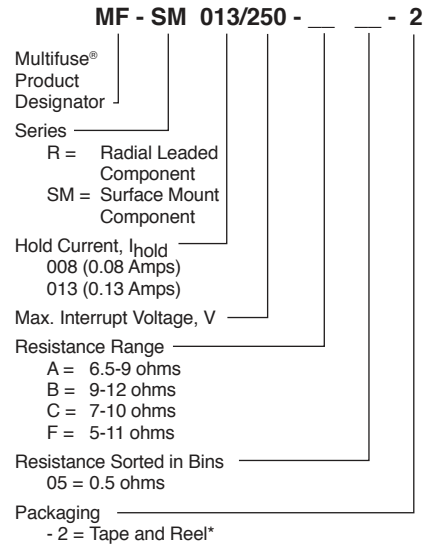 MF - SM 013/250 - __ __ - 2
Multifuse®
Product
Designator
Series
R = Radial Leaded
Component
SM = Surface Mount
Component
Hold Current, Ihold
008 (0.08 Amps)
013 (0.13 Amps)
Max. Interrupt Voltage, V
Resistance Range
A = 6.5-9 ohms
B = 9-12 ohms
C = 7-10 ohms
F = 5-11 ohms
Resistance Sorted in Bins
05 = 0.5 ohms
Packaging
- 2 = Tape and Reel*